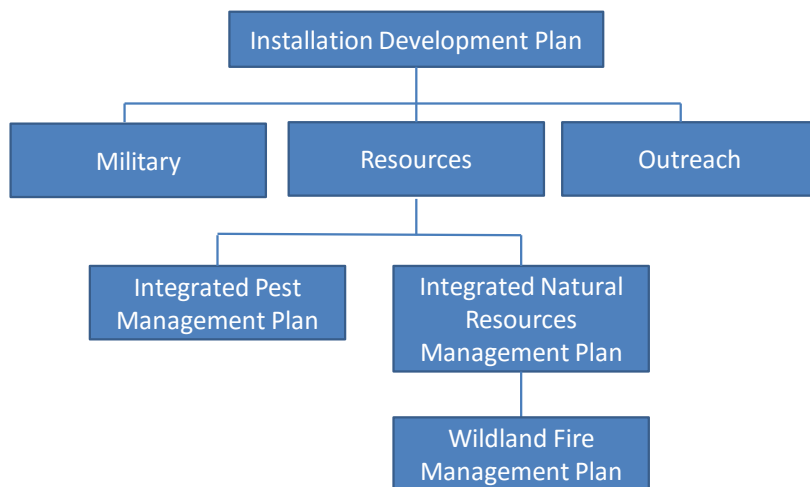 Installation Development Plan
Military
Resources
Outreach
Integrated Pest
Management Plan
Integrated Natural
Resources
Management Plan
Wildland Fire
Management Plan